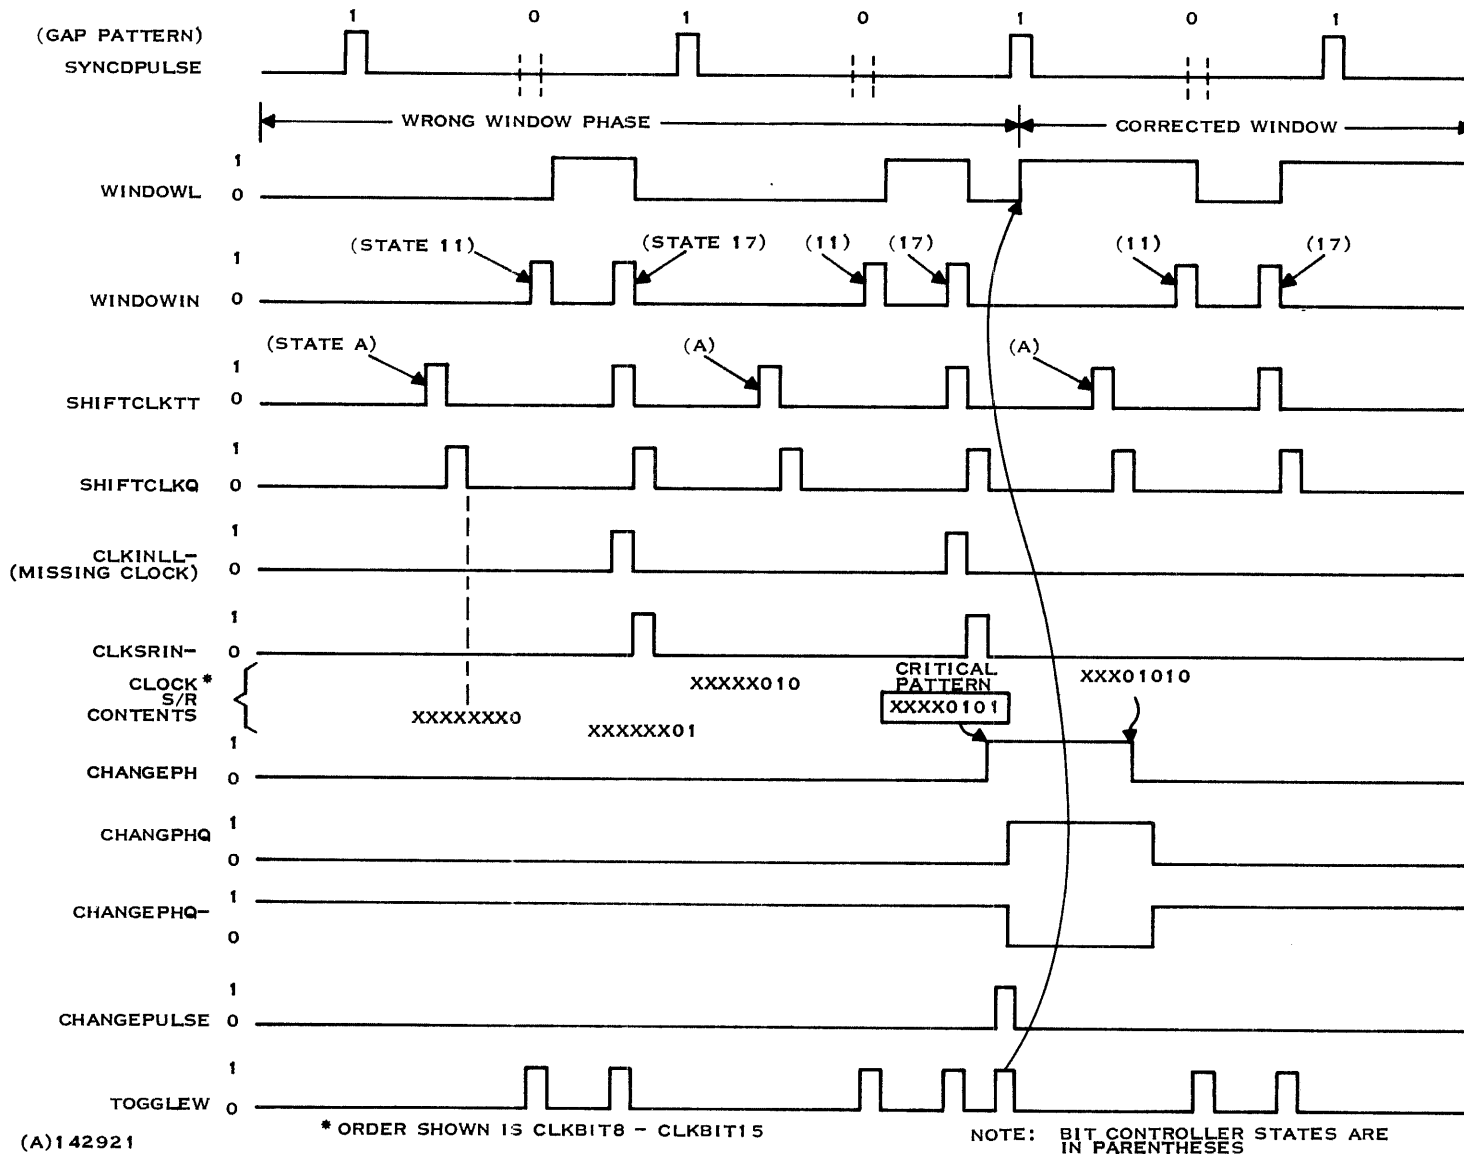 1 0 1 0 1 0 1
(GAP PATTERN)
SYNCDPULSE
WRONG WINDOW PHASE
CORRECTED WINDOW
1
WINDOWL
0
(STATE 11) (STATE 17) (11) (17) (11) (17)
1
WINDOWIN
0
(STATE A) (A) (A)
1
SHIFTCLKTT
0
1
SHIFTCLKQ
0
1
CLKINLL-
(MISSING CLOCK)
0
1
CLKSRIN-
0
CLOCK*
S/R
CONTENTS
XXXXXXX0
XXXXXX01
XXXXX010
CRITICAL
PATTERN
XXXX0101
XXX01010
1
CHANGEPH
0
1
CHANGPHQ
0
1
CHANGEPHQ-
0
1
CHANGEPULSE
0
1
TOGGLEW
0
* ORDER SHOWN IS CLKBIT8 - CLKBIT15
NOTE: BIT CONTROLLER STATES ARE
IN PARENTHESES
(A)142921